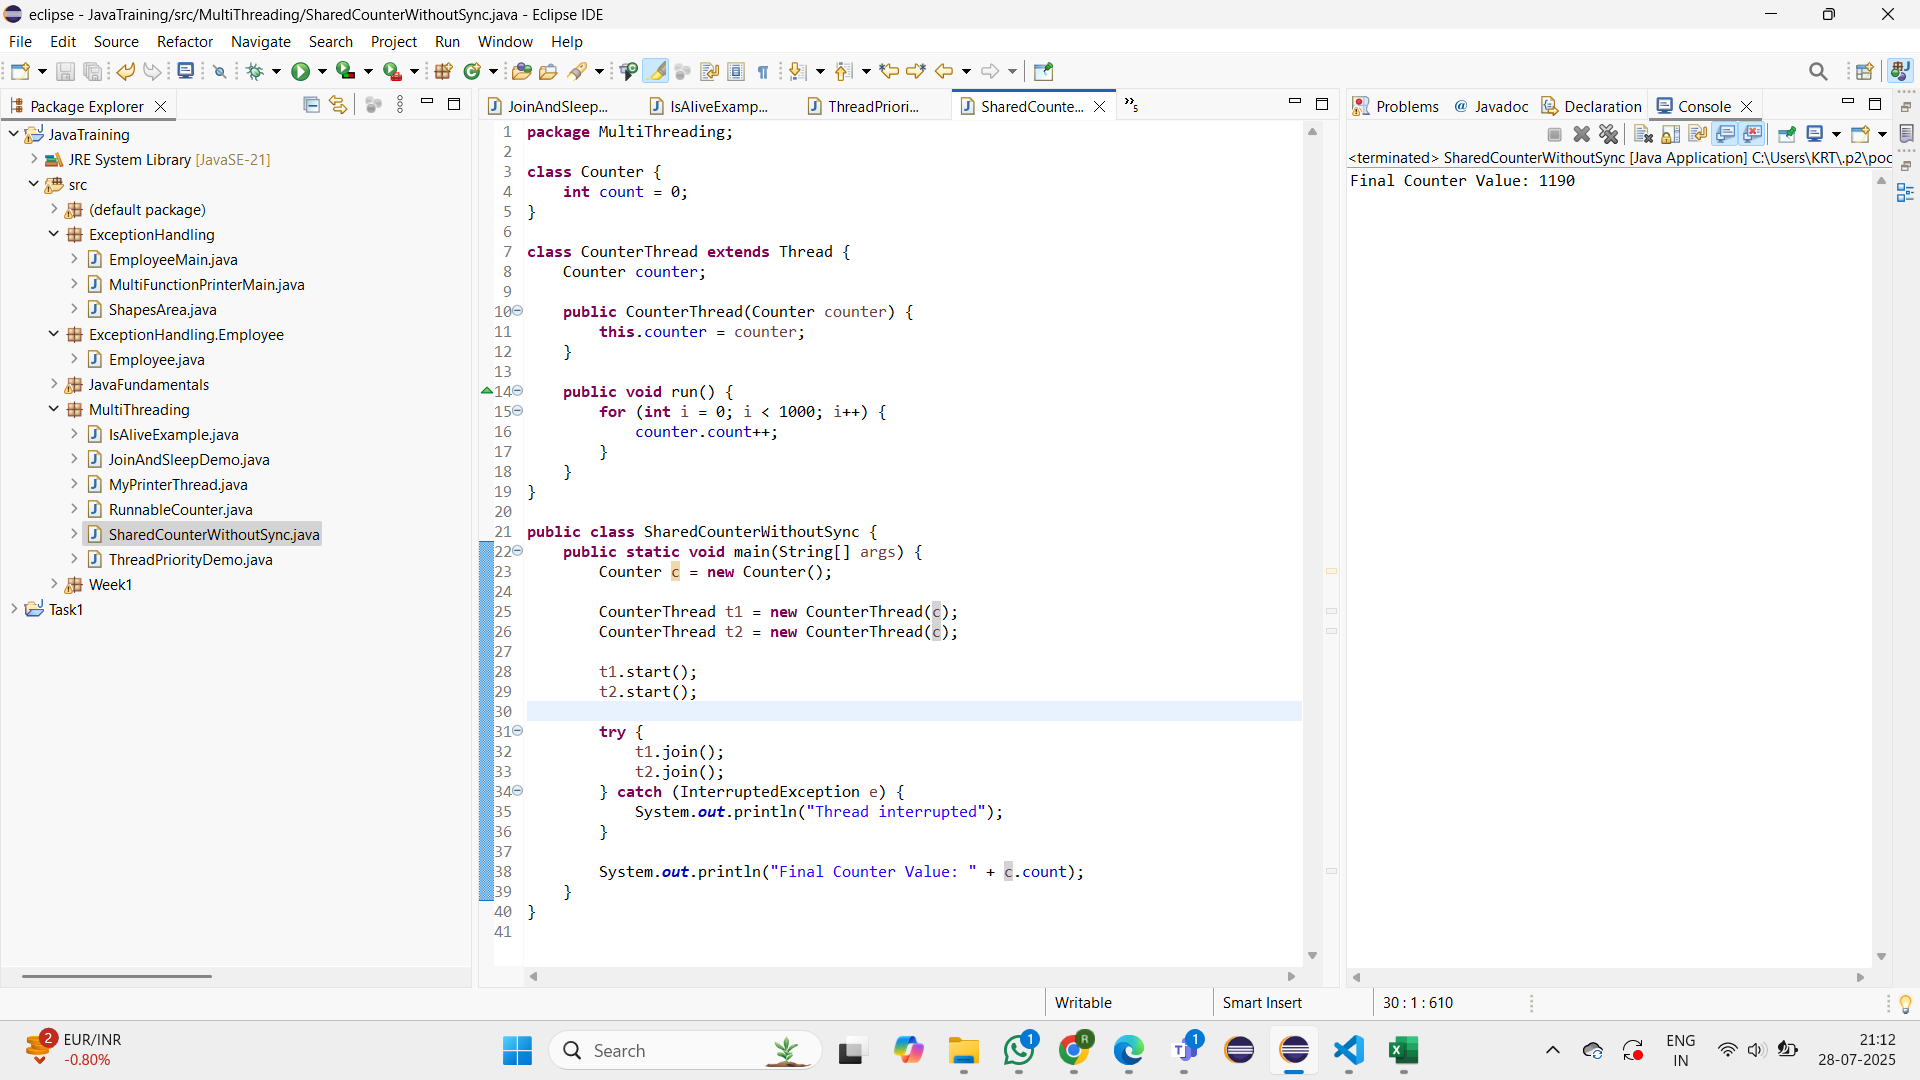 eclipse - JavaTraining/src/MultiThreading/SharedCounterWithoutSync.java - Eclipse IDE
File Edit Source Refactor Navigate Search Project Run Window Help
Package Explorer
JavaTraining
JRE System Library [JavaSE-21]
src
(default package)
ExceptionHandling
EmployeeMain.java
MultiFunctionPrinterMain.java
ShapesArea.java
ExceptionHandling.Employee
Employee.java
JavaFundamentals
MultiThreading
IsAliveExample.java
JoinAndSleepDemo.java
MyPrinterThread.java
RunnableCounter.java
SharedCounterWithoutSync.java
ThreadPriorityDemo.java
Week1
Task1
JoinAndSleep... IsAliveExamp... ThreadPriori... SharedCounte... »5
1 package MultiThreading;
2
3 class Counter {
4     int count = 0;
5 }
6
7 class CounterThread extends Thread {
8     Counter counter;
9
10     public CounterThread(Counter counter) {
11         this.counter = counter;
12     }
13
14     public void run() {
15         for (int i = 0; i < 1000; i++) {
16             counter.count++;
17         }
18     }
19 }
20
21 public class SharedCounterWithoutSync {
22     public static void main(String[] args) {
23         Counter c = new Counter();
24
25         CounterThread t1 = new CounterThread(c);
26         CounterThread t2 = new CounterThread(c);
27
28         t1.start();
29         t2.start();
30
31         try {
32             t1.join();
33             t2.join();
34         } catch (InterruptedException e) {
35             System.out.println("Thread interrupted");
36         }
37
38         System.out.println("Final Counter Value: " + c.count);
39     }
40 }
41
Problems @ Javadoc Declaration Console
<terminated> SharedCounterWithoutSync [Java Application] C:\Users\KRT\.p2\poc
Final Counter Value: 1190
Writable Smart Insert 30 : 1 : 610
2 EUR/INR
-0.80%
Search
1 R 1
ENG
IN
21:12
28-07-2025